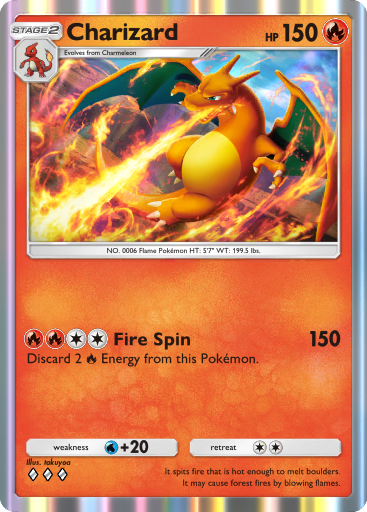 STAGE2
Charizard
HP 150
Evolves from Charmeleon
NO. 0006 Flame Pokémon HT: 5'7" WT: 199.5 lbs.
Fire Spin 150
Discard 2 Energy from this Pokémon.
weakness +20 retreat
Illus. takuyoa
It spits fire that is hot enough to melt boulders.
It may cause forest fires by blowing flames.